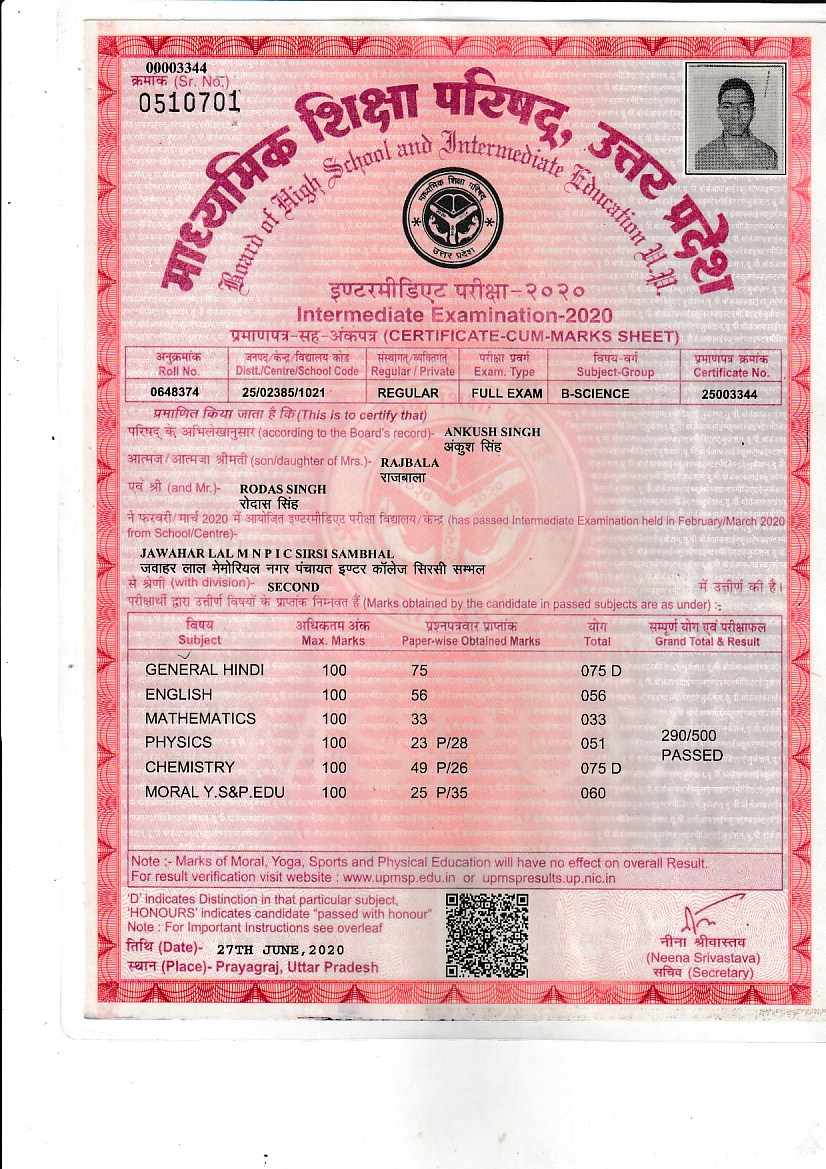 00003344
क्रमांक (Sr. No.)
0510701
माध्यमिक शिक्षा परिषद्, उत्तर प्रदेश
Board of High School and Intermediate Education U.P.
माध्यमिक शिक्षा परिषद्
उत्तर प्रदेश
इण्टरमीडिएट परीक्षा-२०२०
Intermediate Examination-2020
प्रमाणपत्र-सह-अंकपत्र (CERTIFICATE-CUM-MARKS SHEET)
अनुक्रमांक जनपद/केन्द्र/विद्यालय कोड संस्थागत/व्यक्तिगत परीक्षा प्रवर्ग विषय-वर्ग प्रमाणपत्र क्रमांक
Roll No. Distt./Centre/School Code Regular / Private Exam. Type Subject-Group Certificate No.
0648374 25/02385/1021 REGULAR FULL EXAM B-SCIENCE 25003344
प्रमाणित किया जाता है कि (This is to certify that)
परिषद के अभिलेखानुसार (according to the Board's record)- ANKUSH SINGH
अंकुश सिंह
आत्मज/आत्मजा श्रीमती (son/daughter of Mrs.)- RAJBALA
राजबाला
एवं श्री (and Mr.)- RODAS SINGH
रोदास सिंह
ने फरवरी/मार्च 2020 में आयोजित इण्टरमीडिएट परीक्षा विद्यालय/केन्द्र (has passed Intermediate Examination held in February/March 2020
from School/Centre)-
JAWAHAR LAL M N P I C SIRSI SAMBHAL
जवाहर लाल मेमोरियल नगर पंचायत इण्टर कॉलेज सिरसी सम्भल
से श्रेणी (with division)- SECOND में उत्तीर्ण की है।
परीक्षार्थी द्वारा उत्तीर्ण विषयों के प्राप्तांक निम्नवत हैं (Marks obtained by the candidate in passed subjects are as under) :-
विषय अधिकतम अंक प्रश्नपत्रवार प्राप्तांक योग सम्पूर्ण योग एवं परीक्षाफल
Subject Max. Marks Paper-wise Obtained Marks Total Grand Total & Result
GENERAL HINDI 100 75 075 D
ENGLISH 100 56 056
MATHEMATICS 100 33 033
PHYSICS 100 23 P/28 051 290/500
PASSED
CHEMISTRY 100 49 P/26 075 D
MORAL Y.S&P.EDU 100 25 P/35 060
Note :- Marks of Moral, Yoga, Sports and Physical Education will have no effect on overall Result.
For result verification visit website : www.upmsp.edu.in or upmspresults.up.nic.in
'D' indicates Distinction in that particular subject,
'HONOURS' indicates candidate "passed with honour"
Note : For Important Instructions see overleaf
तिथि (Date)- 27TH JUNE,2020
स्थान (Place)- Prayagraj, Uttar Pradesh
नीना श्रीवास्तव
(Neena Srivastava)
सचिव (Secretary)